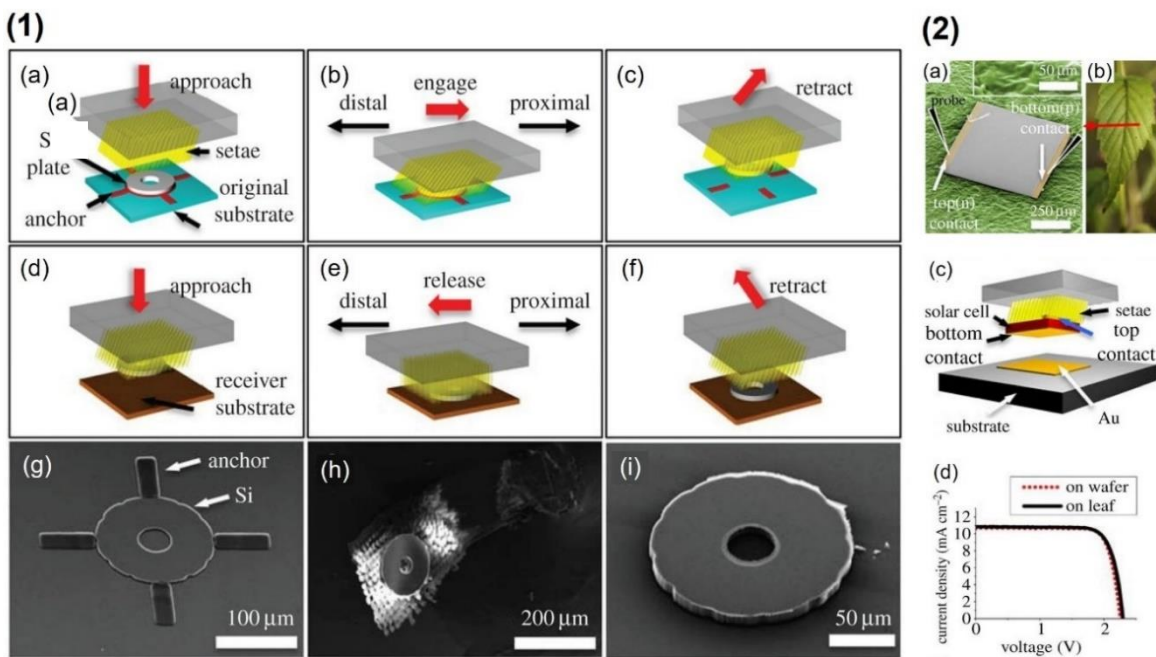 (1)
(a)
approach
(a)
S
plate
setae
anchor
original
substrate
(b)
engage
distal
proximal
(c)
retract
(d)
approach
receiver
substrate
(e)
release
distal
proximal
(f)
retract
(g)
anchor
Si
100 μm
(h)
200 μm
(i)
50 μm
(2)
(a)
50 μm
probe
bottom(p)
contact
top(n)
contact
250 μm
(b)
(c)
solar cell
bottom
contact
setae
top
contact
substrate
Au
(d)
on wafer
on leaf
current density (mA cm⁻²)
12
10
8
6
4
2
0
0
1
2
voltage (V)